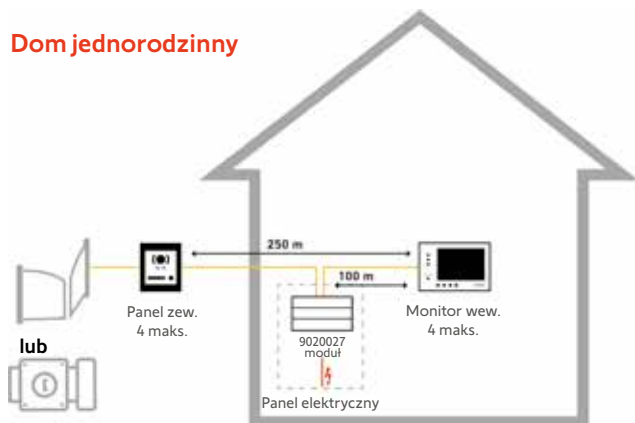 Dom jednorodzinny
250 m
100 m
Panel zew.
4 maks.
Monitor wew.
4 maks.
lub
9020027
moduł
Panel elektryczny